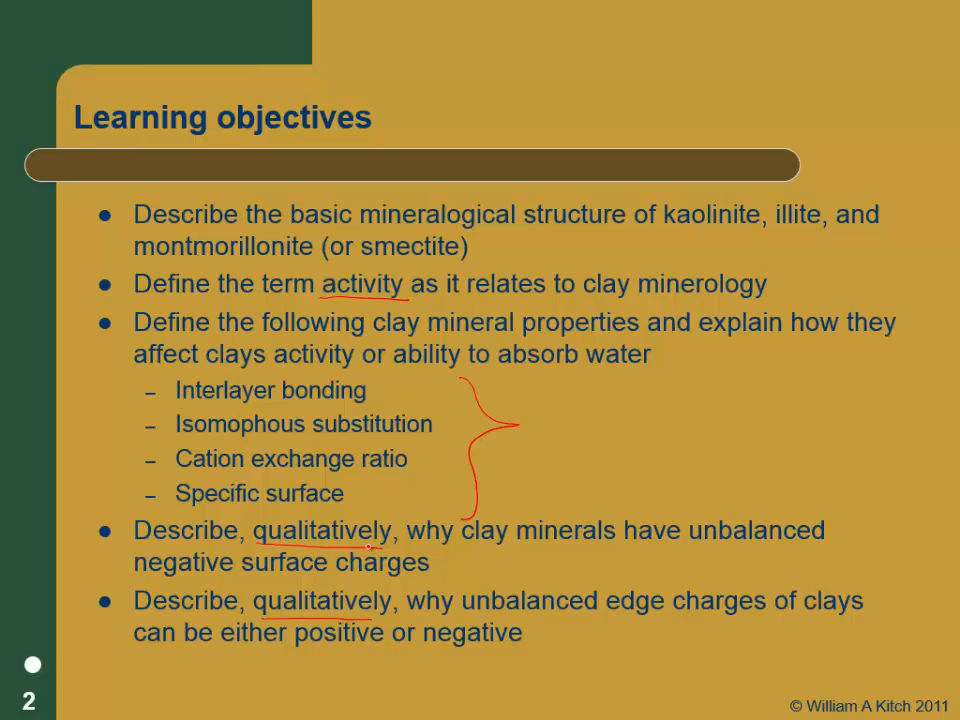 Learning objectives
● Describe the basic mineralogical structure of kaolinite, illite, and
montmorillonite (or smectite)
● Define the term activity as it relates to clay minerology
● Define the following clay mineral properties and explain how they
affect clays activity or ability to absorb water
– Interlayer bonding
– Isomophous substitution
– Cation exchange ratio
– Specific surface
● Describe, qualitatively, why clay minerals have unbalanced
negative surface charges
● Describe, qualitatively, why unbalanced edge charges of clays
can be either positive or negative
2
© William A Kitch 2011